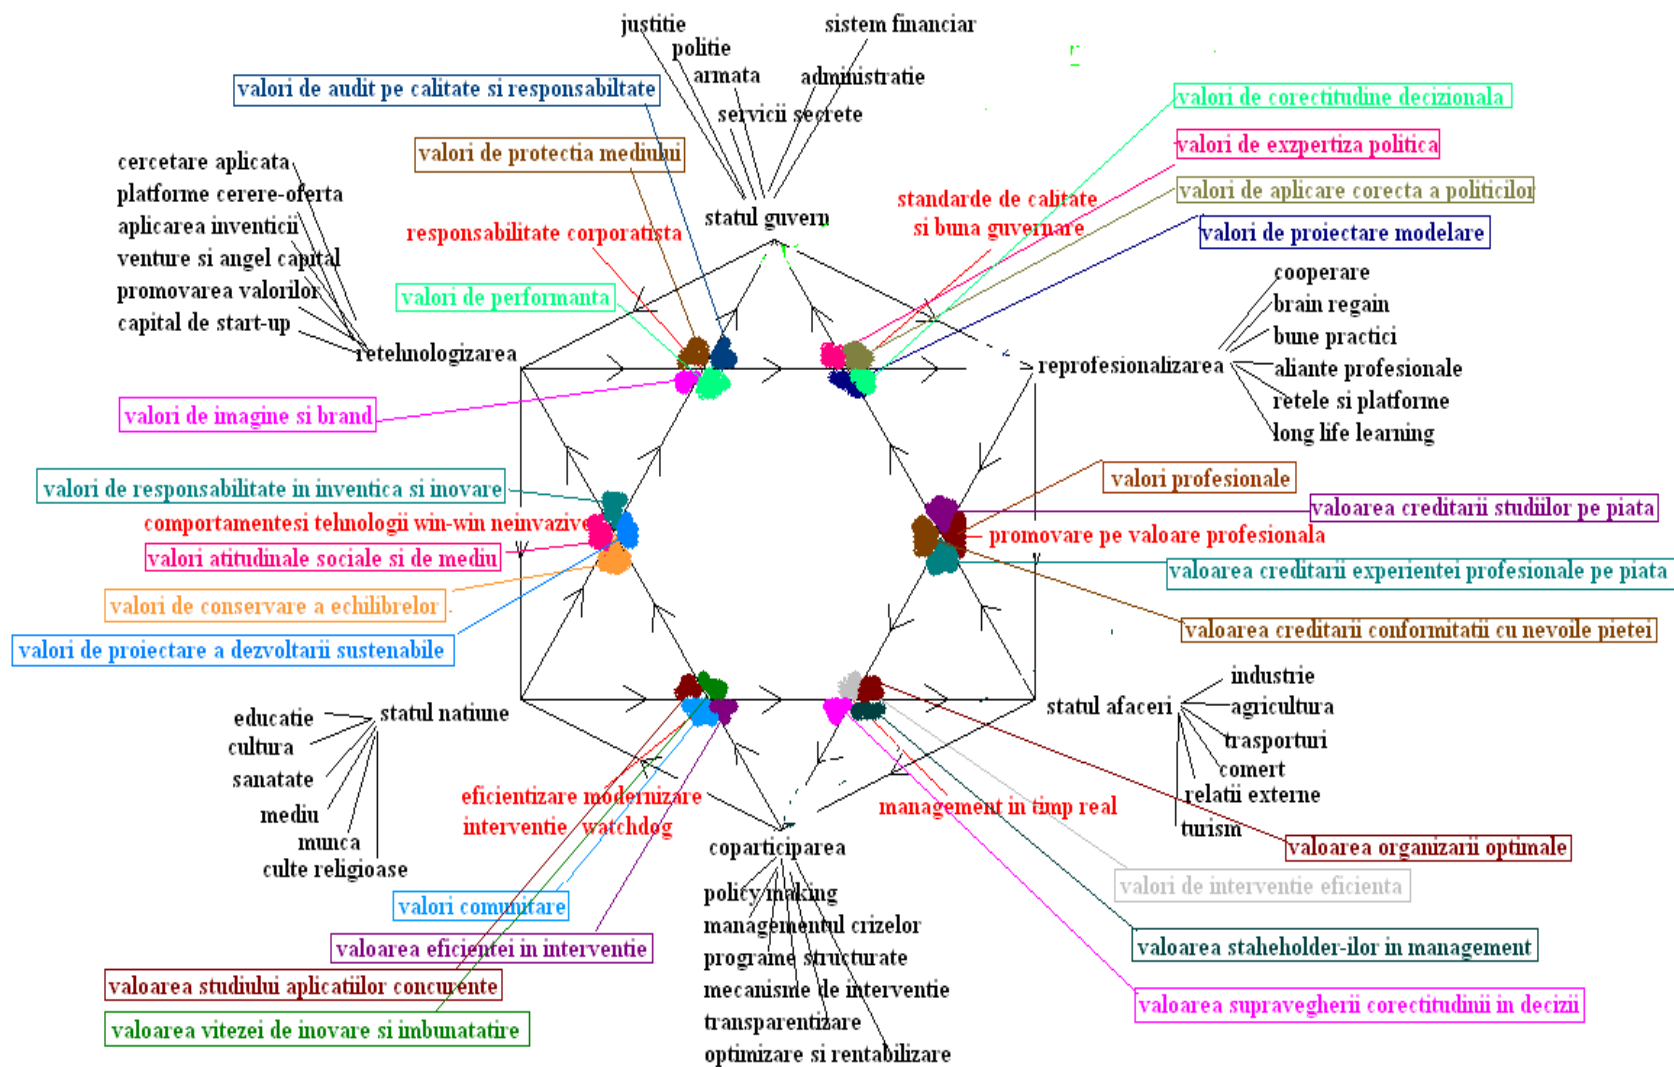 justitie
sistem financiar
politie
armata
administratie
servicii secrete
valori de audit pe calitate si responsabiltate
valori de corectitudine decizionala
valori de protectia mediului
valori de exzpertiza politica
cercetare aplicata
platforme cerere-oferta
aplicarea inventicii
venture si angel capital
promovarea valorilor
capital de start-up
retehnologizarea
statul guvern
responsabilitate corporatista
standarde de calitate
si buna guvernare
valori de aplicare corecta a politicilor
valori de proiectare modelare
valori de performanta
cooperare
brain regain
bune practici
aliante profesionale
retele si platforme
long life learning
reprofesionalizarea
valori de imagine si brand
valori de responsabilitate in inventica si inovare
comportamentesi tehnologii win-win neinvazive
valori atitudinale sociale si de mediu
valori de conservare a echilibrelor
valori de proiectare a dezvoltarii sustenabile
valori profesionale
valoarea creditarii studiilor pe piata
promovare pe valoare profesionala
valoarea creditarii experientei profesionale pe piata
valoarea creditarii conformitatii cu nevoile pietei
statul natiune
educatie
cultura
sanatate
mediu
munca
culte religioase
statul afaceri
industrie
agricultura
trasporturi
comert
relatii externe
turism
eficientizare modernizare
interventie watchdog
management in timp real
coparticiparea
policy making
managementul crizelor
programe structurate
mecanisme de interventie
transparentizare
optimizare si rentabilizare
valoarea organizarii optimale
valori de interventie eficienta
valoarea staheholder-ilor in management
valoarea supravegherii corectitudinii in decizii
valori comunitare
valoarea eficientei in interventie
valoarea studiului aplicatiilor concurente
valoarea vitezei de inovare si imbunatatire